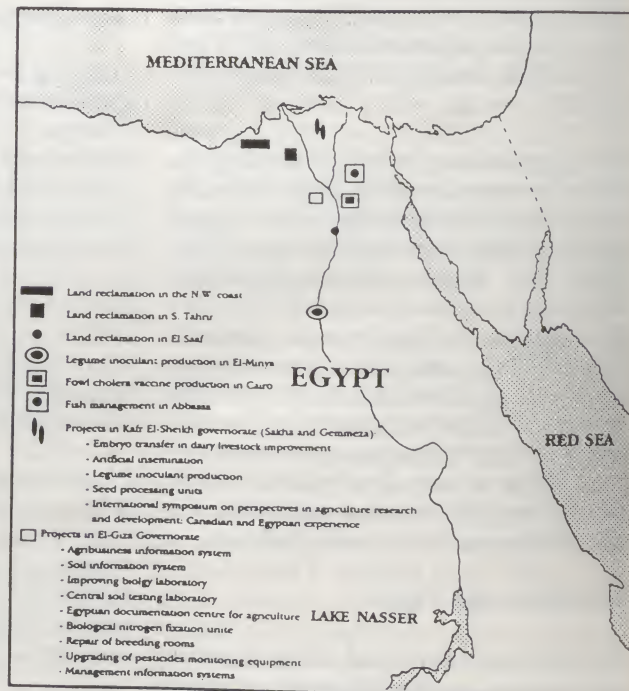 MEDITERRANEAN SEA
Land reclamation in the N W. coast
Land reclamation in S. Tahrir
Land reclamation in El Saaf
Legume inoculant production in El-Minya
EGYPT
Fowl cholera vaccine production in Cairo
Fish management in Abbassa
RED SEA
Projects in Kafr El-Sheikh governorate (Sakha and Gemmeza)
- Embryo transfer in dairy livestock improvement
- Artificial insemination
- Legume inoculant production
- Seed processing units
- International symposium on perspectives in agriculture research
and development: Canadian and Egyptian experience
Projects in El-Giza Governorate
- Agribusiness information system
- Soil information system
- Improving biolgy laboratory
- Central soil testing laboratory
- Egyptian documentation centre for agriculture
LAKE NASSER
- Biological nitrogen fixation unite
- Repair of breeding rooms
- Upgrading of pesticides monitoring equipment
- Management information systems